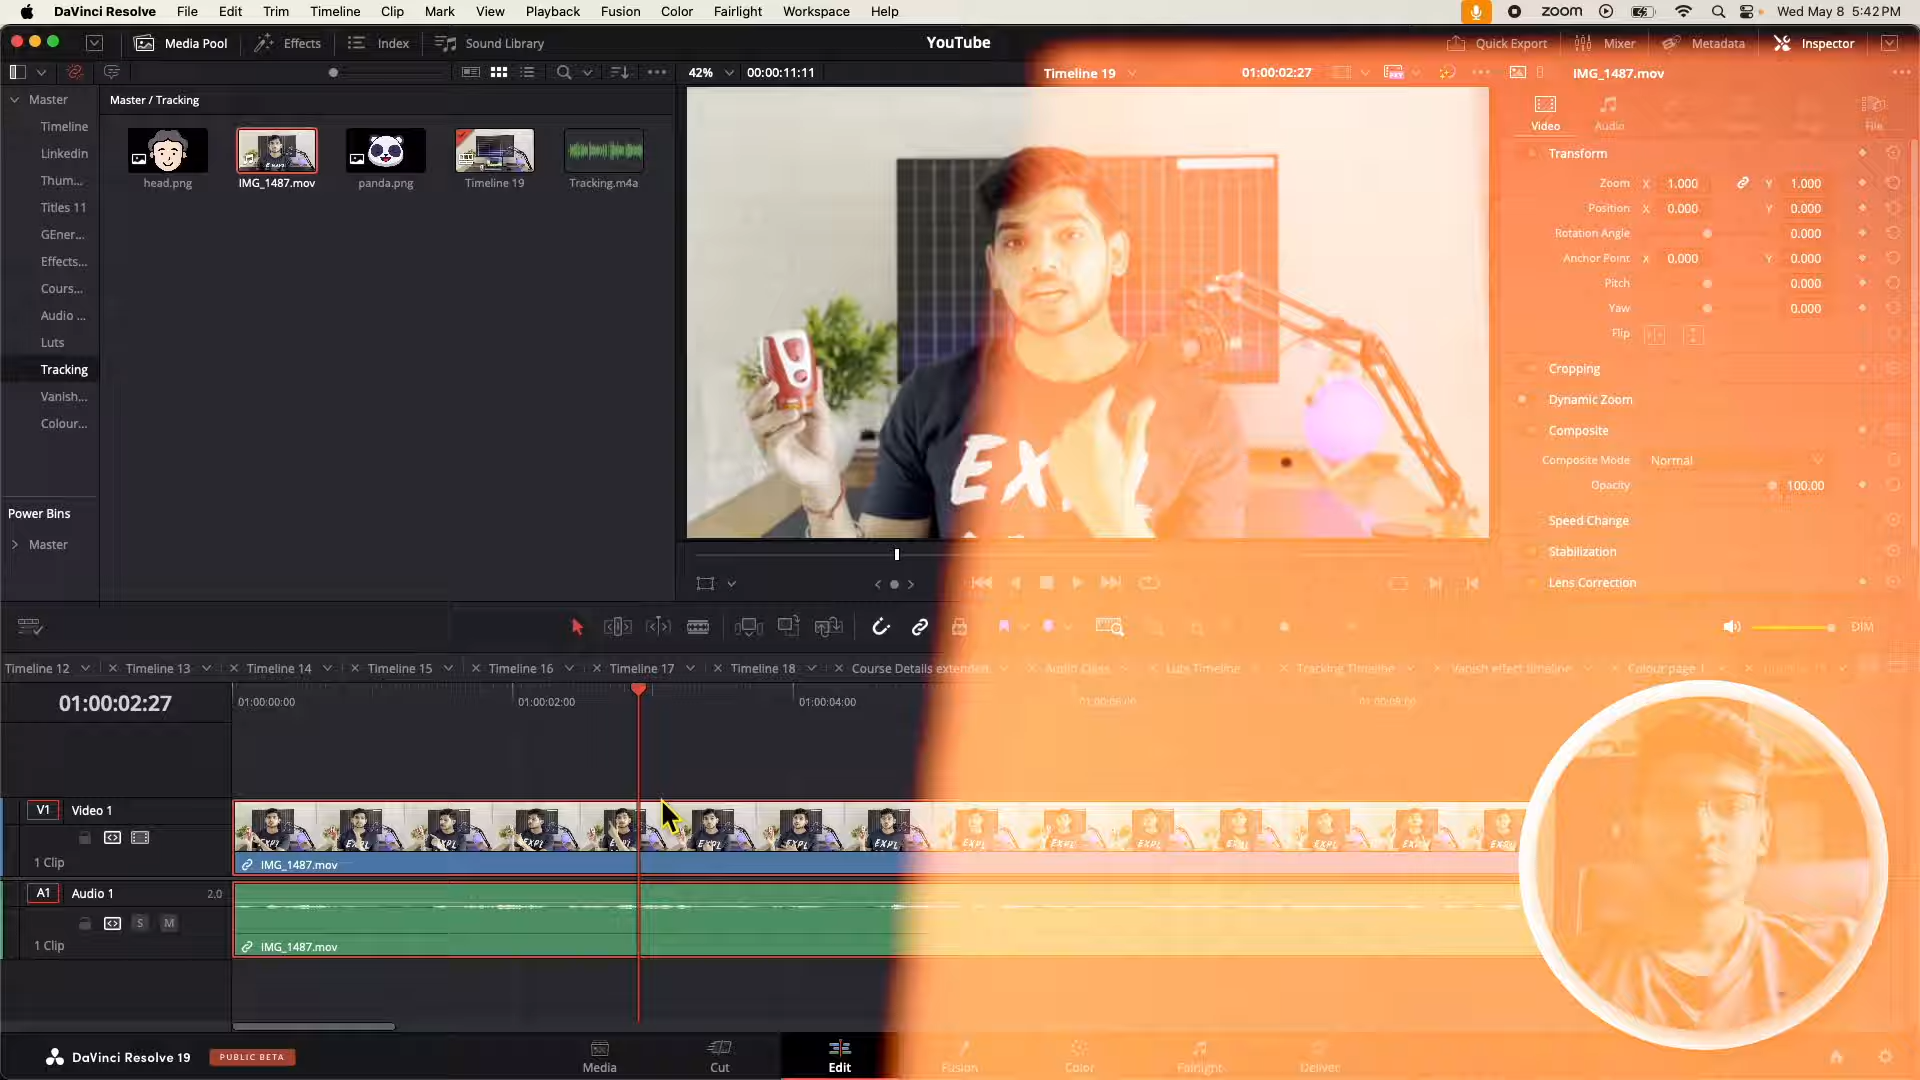 DaVinci Resolve File Edit Trim Timeline Clip Mark View Playback Fusion Color Fairlight Workspace Help zoom Wed May 8 5:42 PM
Media Pool Effects Index Sound Library YouTube Quick Export Mixer Metadata Inspector
42% 00:00:11:11 Timeline 19 01:00:02:27 IMG_1487.mov
Master Master / Tracking
Timeline
Linkedin
Thum...
Titles 11
GEner...
Effects...
Cours...
Audio ...
Luts
Tracking
Vanish...
Colour...
Power Bins
Master
head.png IMG_1487.mov panda.png Timeline 19 Tracking.m4a
EXPL
EX
Video Audio File
Transform
Zoom X 1.000 Y 1.000
Position X 0.000 Y 0.000
Rotation Angle 0.000
Anchor Point X 0.000 Y 0.000
Pitch 0.000
Yaw 0.000
Flip
Cropping
Dynamic Zoom
Composite
Composite Mode Normal
Opacity 100.00
Speed Change
Stabilization
Lens Correction
DIM
Timeline 12 Timeline 13 Timeline 14 Timeline 15 Timeline 16 Timeline 17 Timeline 18 Course Details extended Audio Class Luts Timeline Tracking Timeline Vanish effect timeline Colour page 1
01:00:02:27 01:00:00:00 01:00:02:00 01:00:04:00 01:00:06:00 01:00:08:00
V1 Video 1
1 Clip IMG_1487.mov
A1 Audio 1 2.0
S M
1 Clip IMG_1487.mov
DaVinci Resolve 19 PUBLIC BETA Media Cut Edit Fusion Color Fairlight Deliver